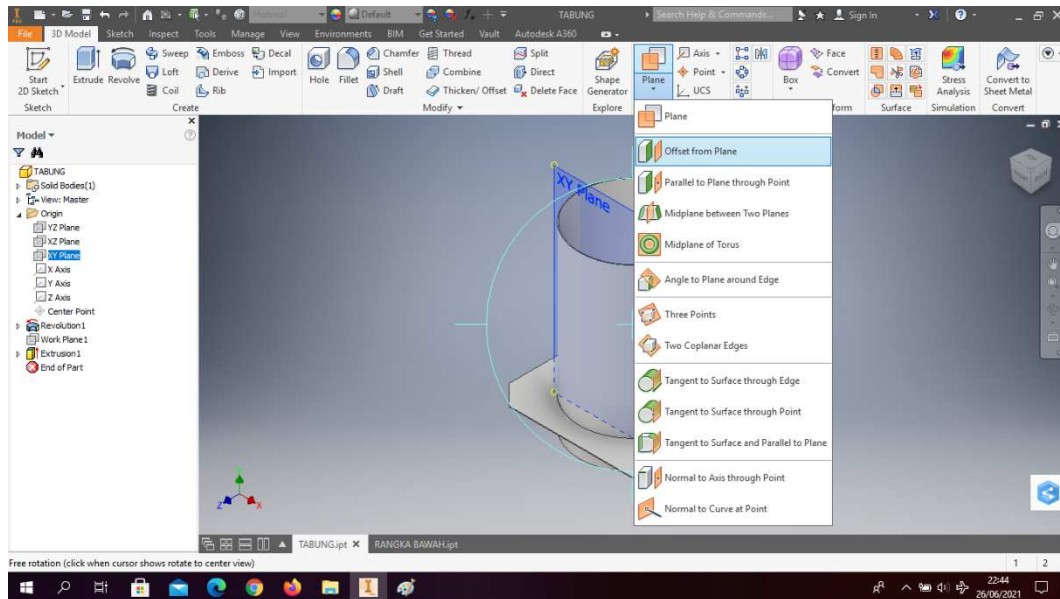 Material
Default
TABUNG
Search Help & Commands...
Sign In
File 3D Model Sketch Inspect Tools Manage View Environments BIM Get Started Vault Autodesk A360
Start
2D Sketch
Extrude
Revolve
Sweep
Loft
Coil
Emboss
Derive
Rib
Decal
Import
Hole
Fillet
Chamfer
Shell
Draft
Thread
Combine
Thicken/ Offset
Split
Direct
Delete Face
Shape
Generator
Plane
Axis
Point
UCS
Box
Face
Convert
Stress
Analysis
Convert to
Sheet Metal
Sketch
Create
Modify
Explore
form
Surface
Simulation
Convert
Model
TABUNG
Solid Bodies(1)
View: Master
Origin
YZ Plane
XZ Plane
XY Plane
X Axis
Y Axis
Z Axis
Center Point
Revolution1
Work Plane1
Extrusion1
End of Part
XY Plane
Plane
Offset from Plane
Parallel to Plane through Point
Midplane between Two Planes
Midplane of Torus
Angle to Plane around Edge
Three Points
Two Coplanar Edges
Tangent to Surface through Edge
Tangent to Surface through Point
Tangent to Surface and Parallel to Plane
Normal to Axis through Point
Normal to Curve at Point
Z
X
TABUNG.ipt
RANGKA BAWAH.ipt
Free rotation (click when cursor shows rotate to center view)
1 2
22:44
26/06/2021